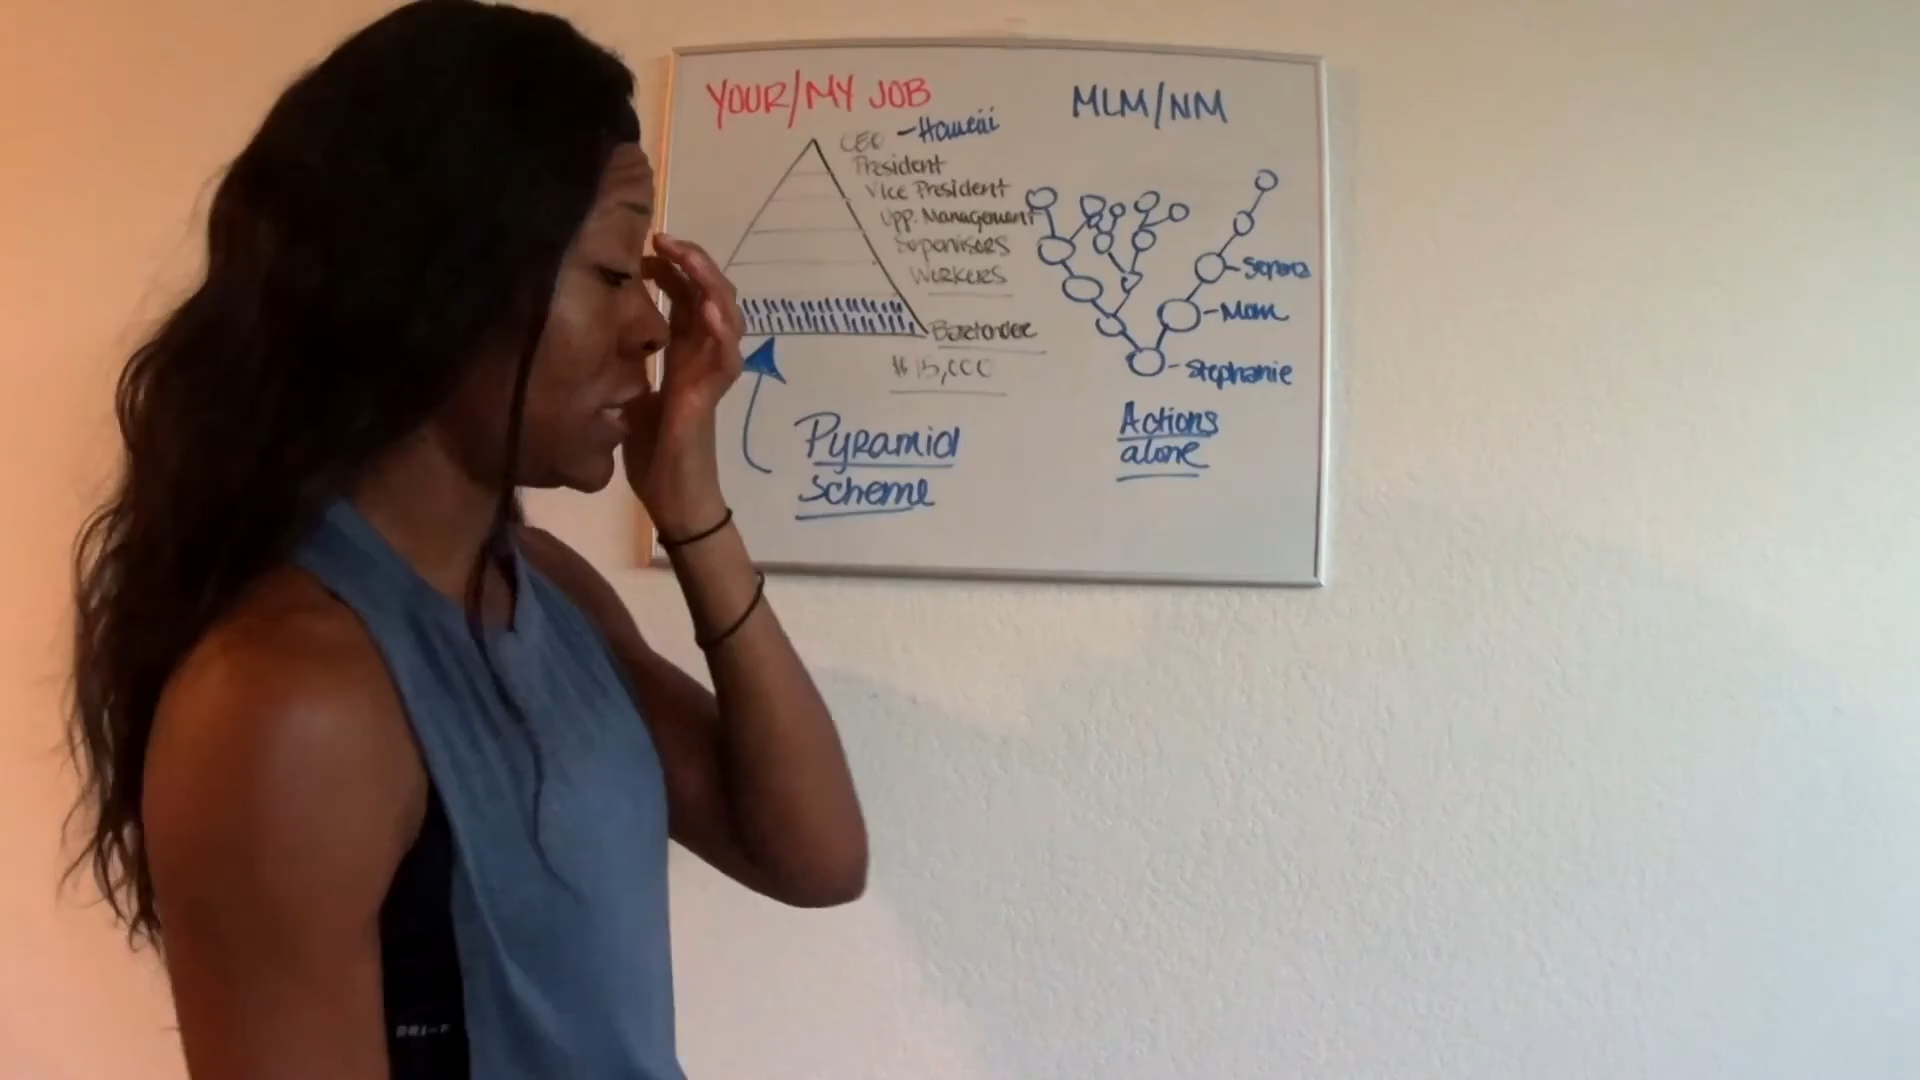 YOUR/MY JOB
CEO - Hawaii
President
Vice President
Upp. Management
Supervisors
Workers
Bartender
$15,000
Pyramid
Scheme
MLM/NM
Mom
Stephanie
Actions
alone
DRI-F